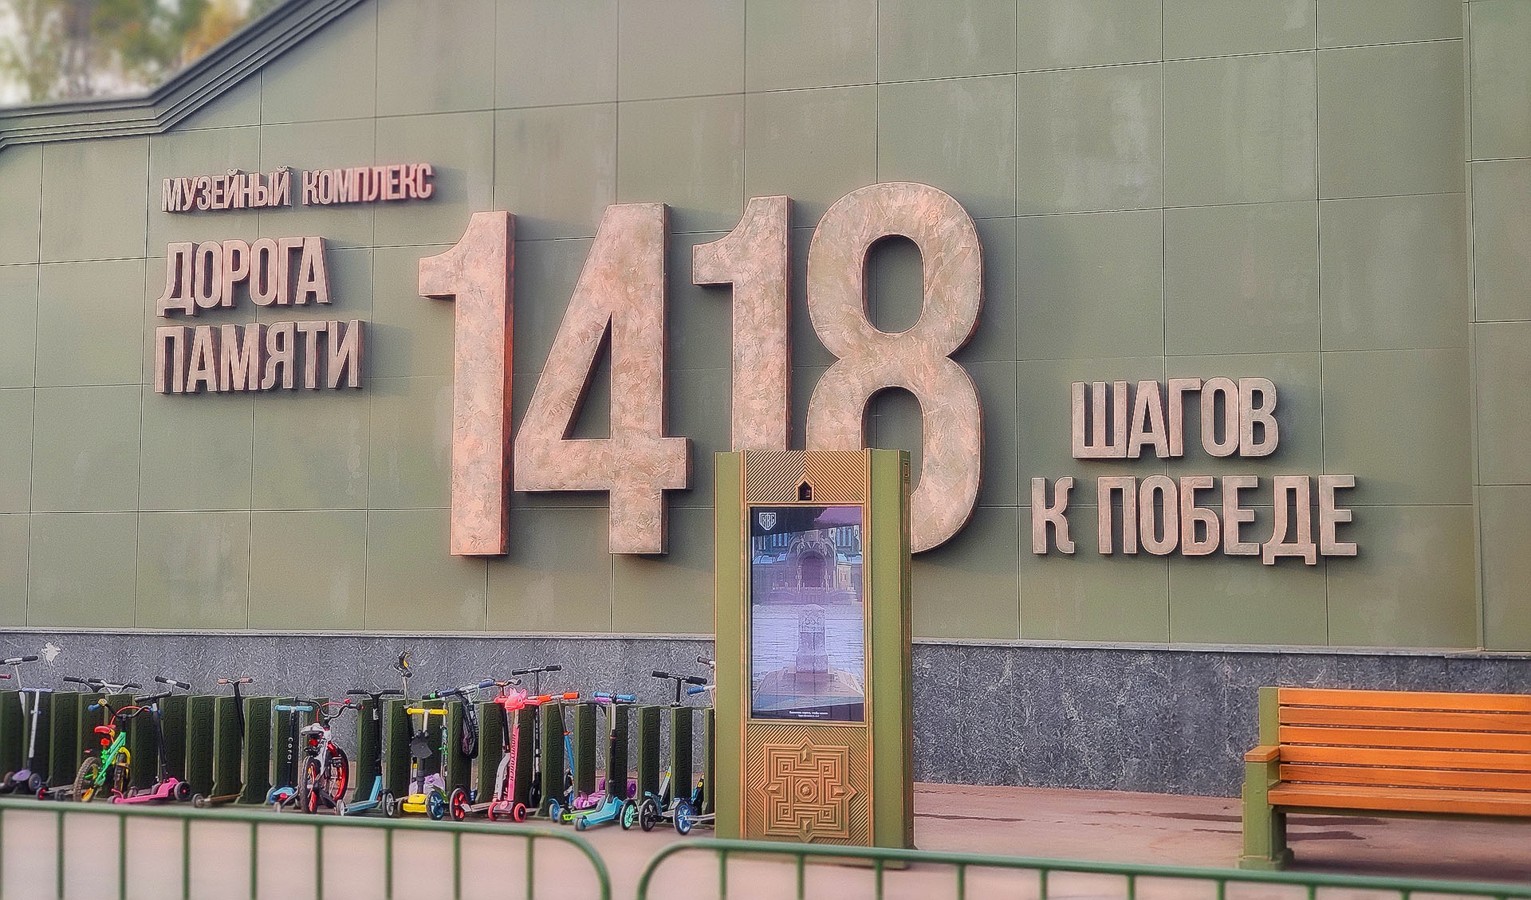 МУЗЕЙНЫЙ КОМПЛЕКС
ДОРОГА
ПАМЯТИ
1418
ШАГОВ
К ПОБЕДЕ